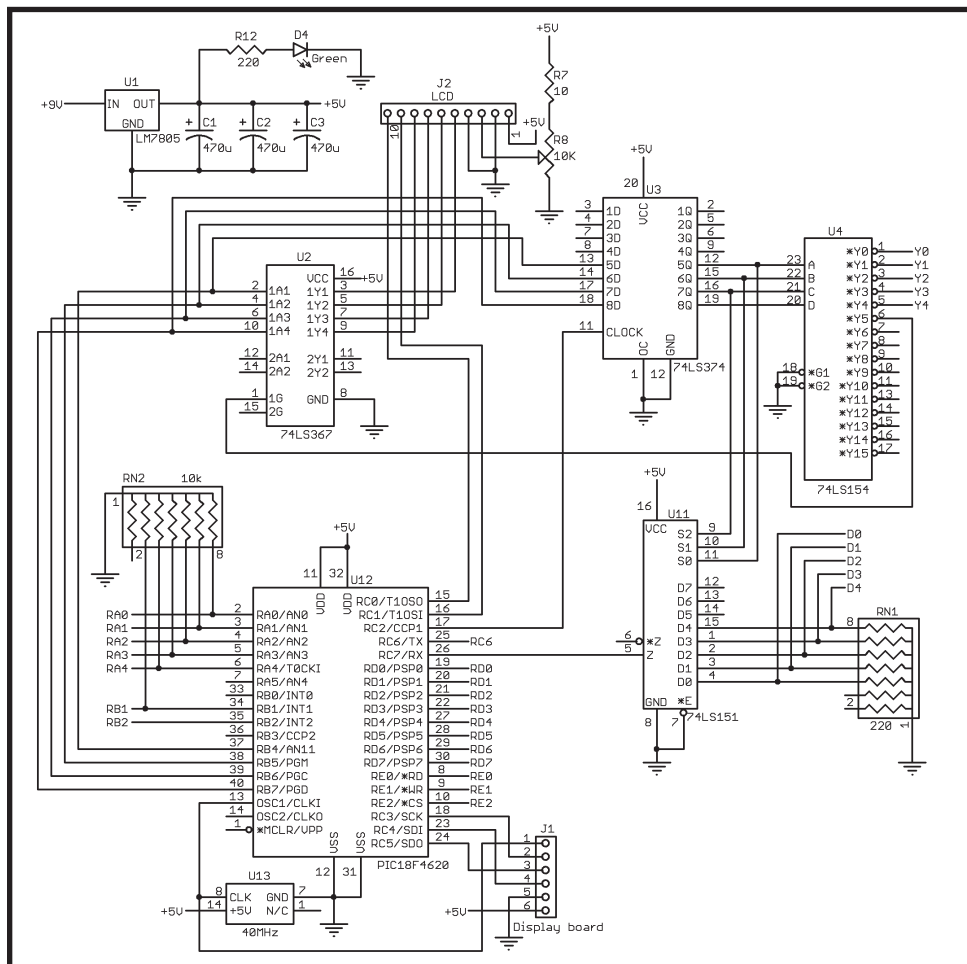 R12
220
D4
Green
+5V
R7
10
U1
+9V
IN OUT
GND
LM7805
+5V
+ C1
470u
+ C2
470u
+ C3
470u
J2
LCD
10
1
+5V
R8
10K
+5V
20
U3
VCC
3 1D 1Q 2
4 2D 2Q 5
7 3D 3Q 6
8 4D 4Q 9
13 5D 5Q 12
14 6D 6Q 15
17 7D 7Q 16
18 8D 8Q 19
11 CLOCK
OC
GND
1 12
74LS374
U4
*Y0 1 Y0
23 A *Y1 2 Y1
22 B *Y2 3 Y2
21 C *Y3 4 Y3
20 D *Y4 5 Y4
*Y5 6
*Y6 7
*Y7 8
*Y8 9
18 *G1 *Y9 10
19 *G2 *Y10 11
*Y11 13
*Y12 14
*Y13 15
*Y14 16
*Y15 17
74LS154
U2
VCC 16 +5V
2 1A1 1Y1 3
4 1A2 1Y2 5
6 1A3 1Y3 7
10 1A4 1Y4 9
12 2A1 2Y1 11
14 2A2 2Y2 13
1 1G GND 8
15 2G
74LS367
RN2 10k
1
2 8
+5V
16
U11
VCC
S2 9
S1 10
S0 11
D7 12
D6 13
D5 14
D4 15
6 *Z D3 1
5 Z D2 2
D1 3
D0 4
GND *E
8 7
74LS151
D0
D1
D2
D3
D4
RN1
8
2
220 1
+5V
11 32
U12
VDD
VDD
RC0/T1OSO 15
RC1/T1OSI 16
RA0 2 RA0/AN0 RC2/CCP1 17
RA1 3 RA1/AN1 RC6/TX 25 RC6
RA2 4 RA2/AN2 RC7/RX 26
RA3 5 RA3/AN3 RD0/PSP0 19 RD0
RA4 6 RA4/T0CKI RD1/PSP1 20 RD1
7 RA5/AN4 RD2/PSP2 21 RD2
33 RB0/INT0 RD3/PSP3 22 RD3
RB1 34 RB1/INT1 RD4/PSP4 27 RD4
RB2 35 RB2/INT2 RD5/PSP5 28 RD5
36 RB3/CCP2 RD6/PSP6 29 RD6
37 RB4/AN11 RD7/PSP7 30 RD7
38 RB5/PGM RE0/*RD 8 RE0
39 RB6/PGC RE1/*WR 9 RE1
40 RB7/PGD RE2/*CS 10 RE2
13 OSC1/CLKI RC3/SCK 18
14 OSC2/CLKO RC4/SDI 23
1 *MCLR/VPP RC5/SDO 24
VSS
VSS
12 31
PIC18F4620
U13
8 CLK GND 7
+5V 14 +5V N/C 1
40MHz
J1
1
2
3
4
5
+5V 6
Display board